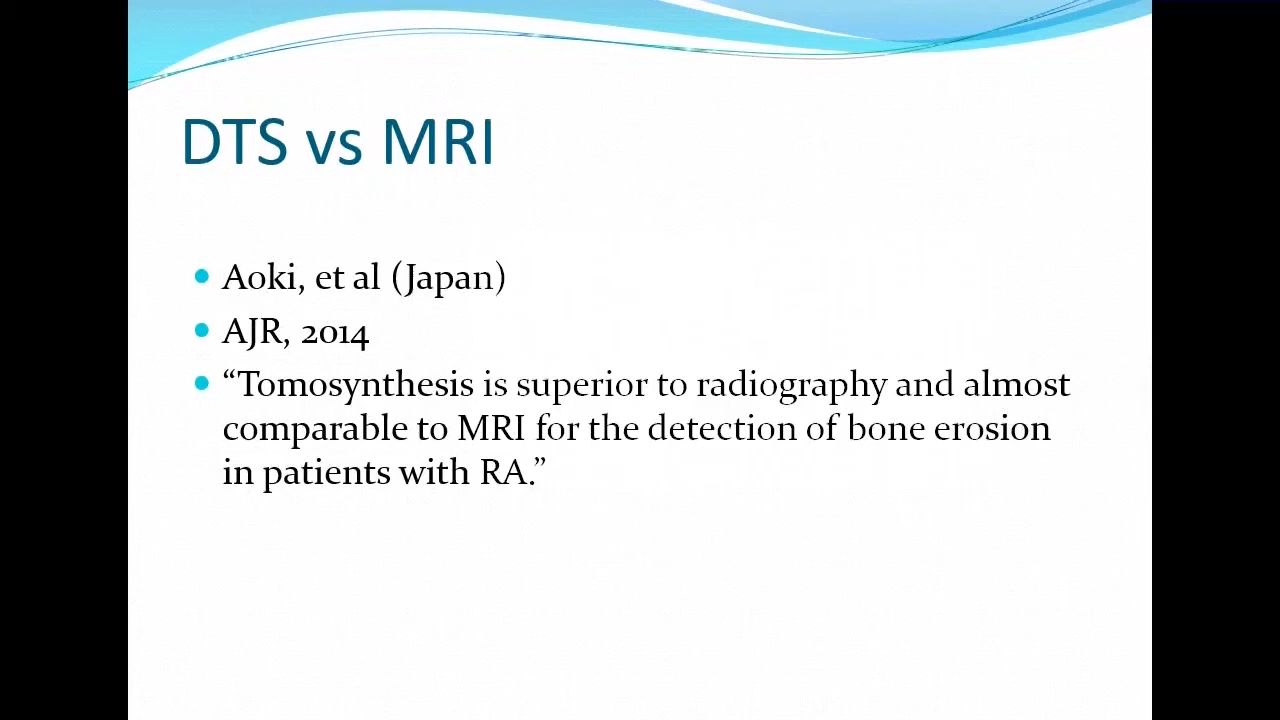 DTS vs MRI
• Aoki, et al (Japan)
• AJR, 2014
• “Tomosynthesis is superior to radiography and almost
comparable to MRI for the detection of bone erosion
in patients with RA.”